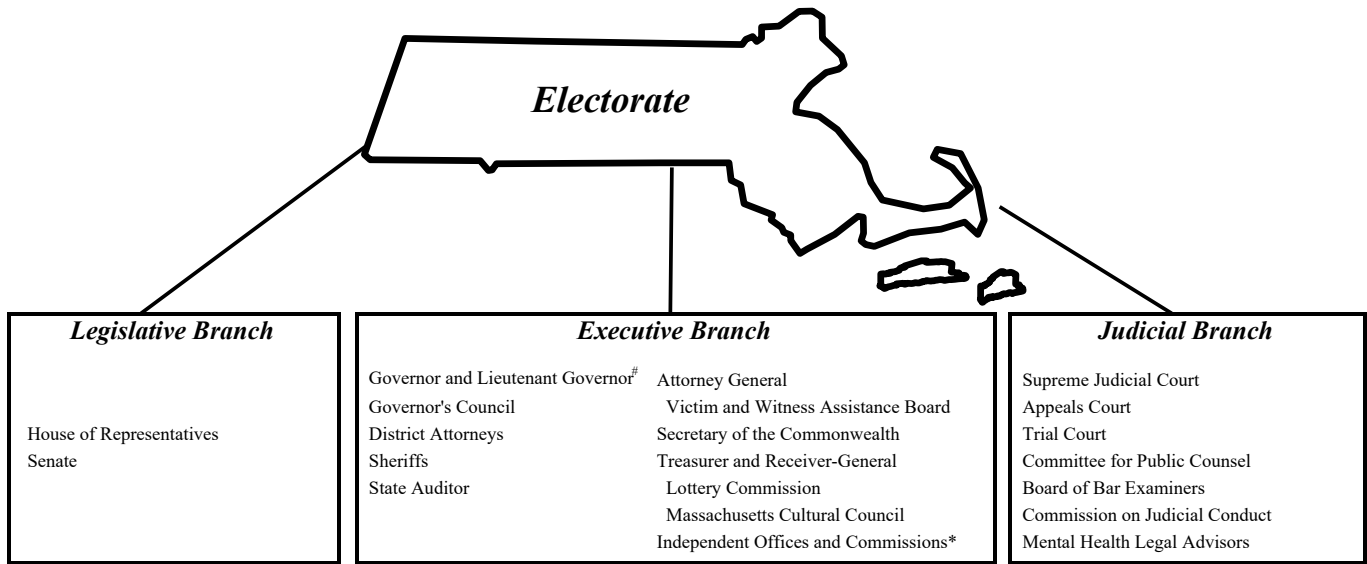 Electorate
Legislative Branch
House of Representatives
Senate
Executive Branch
Governor and Lieutenant Governor#
Governor's Council
District Attorneys
Sheriffs
State Auditor
Attorney General
Victim and Witness Assistance Board
Secretary of the Commonwealth
Treasurer and Receiver-General
Lottery Commission
Massachusetts Cultural Council
Independent Offices and Commissions*
Judicial Branch
Supreme Judicial Court
Appeals Court
Trial Court
Committee for Public Counsel
Board of Bar Examiners
Commission on Judicial Conduct
Mental Health Legal Advisors